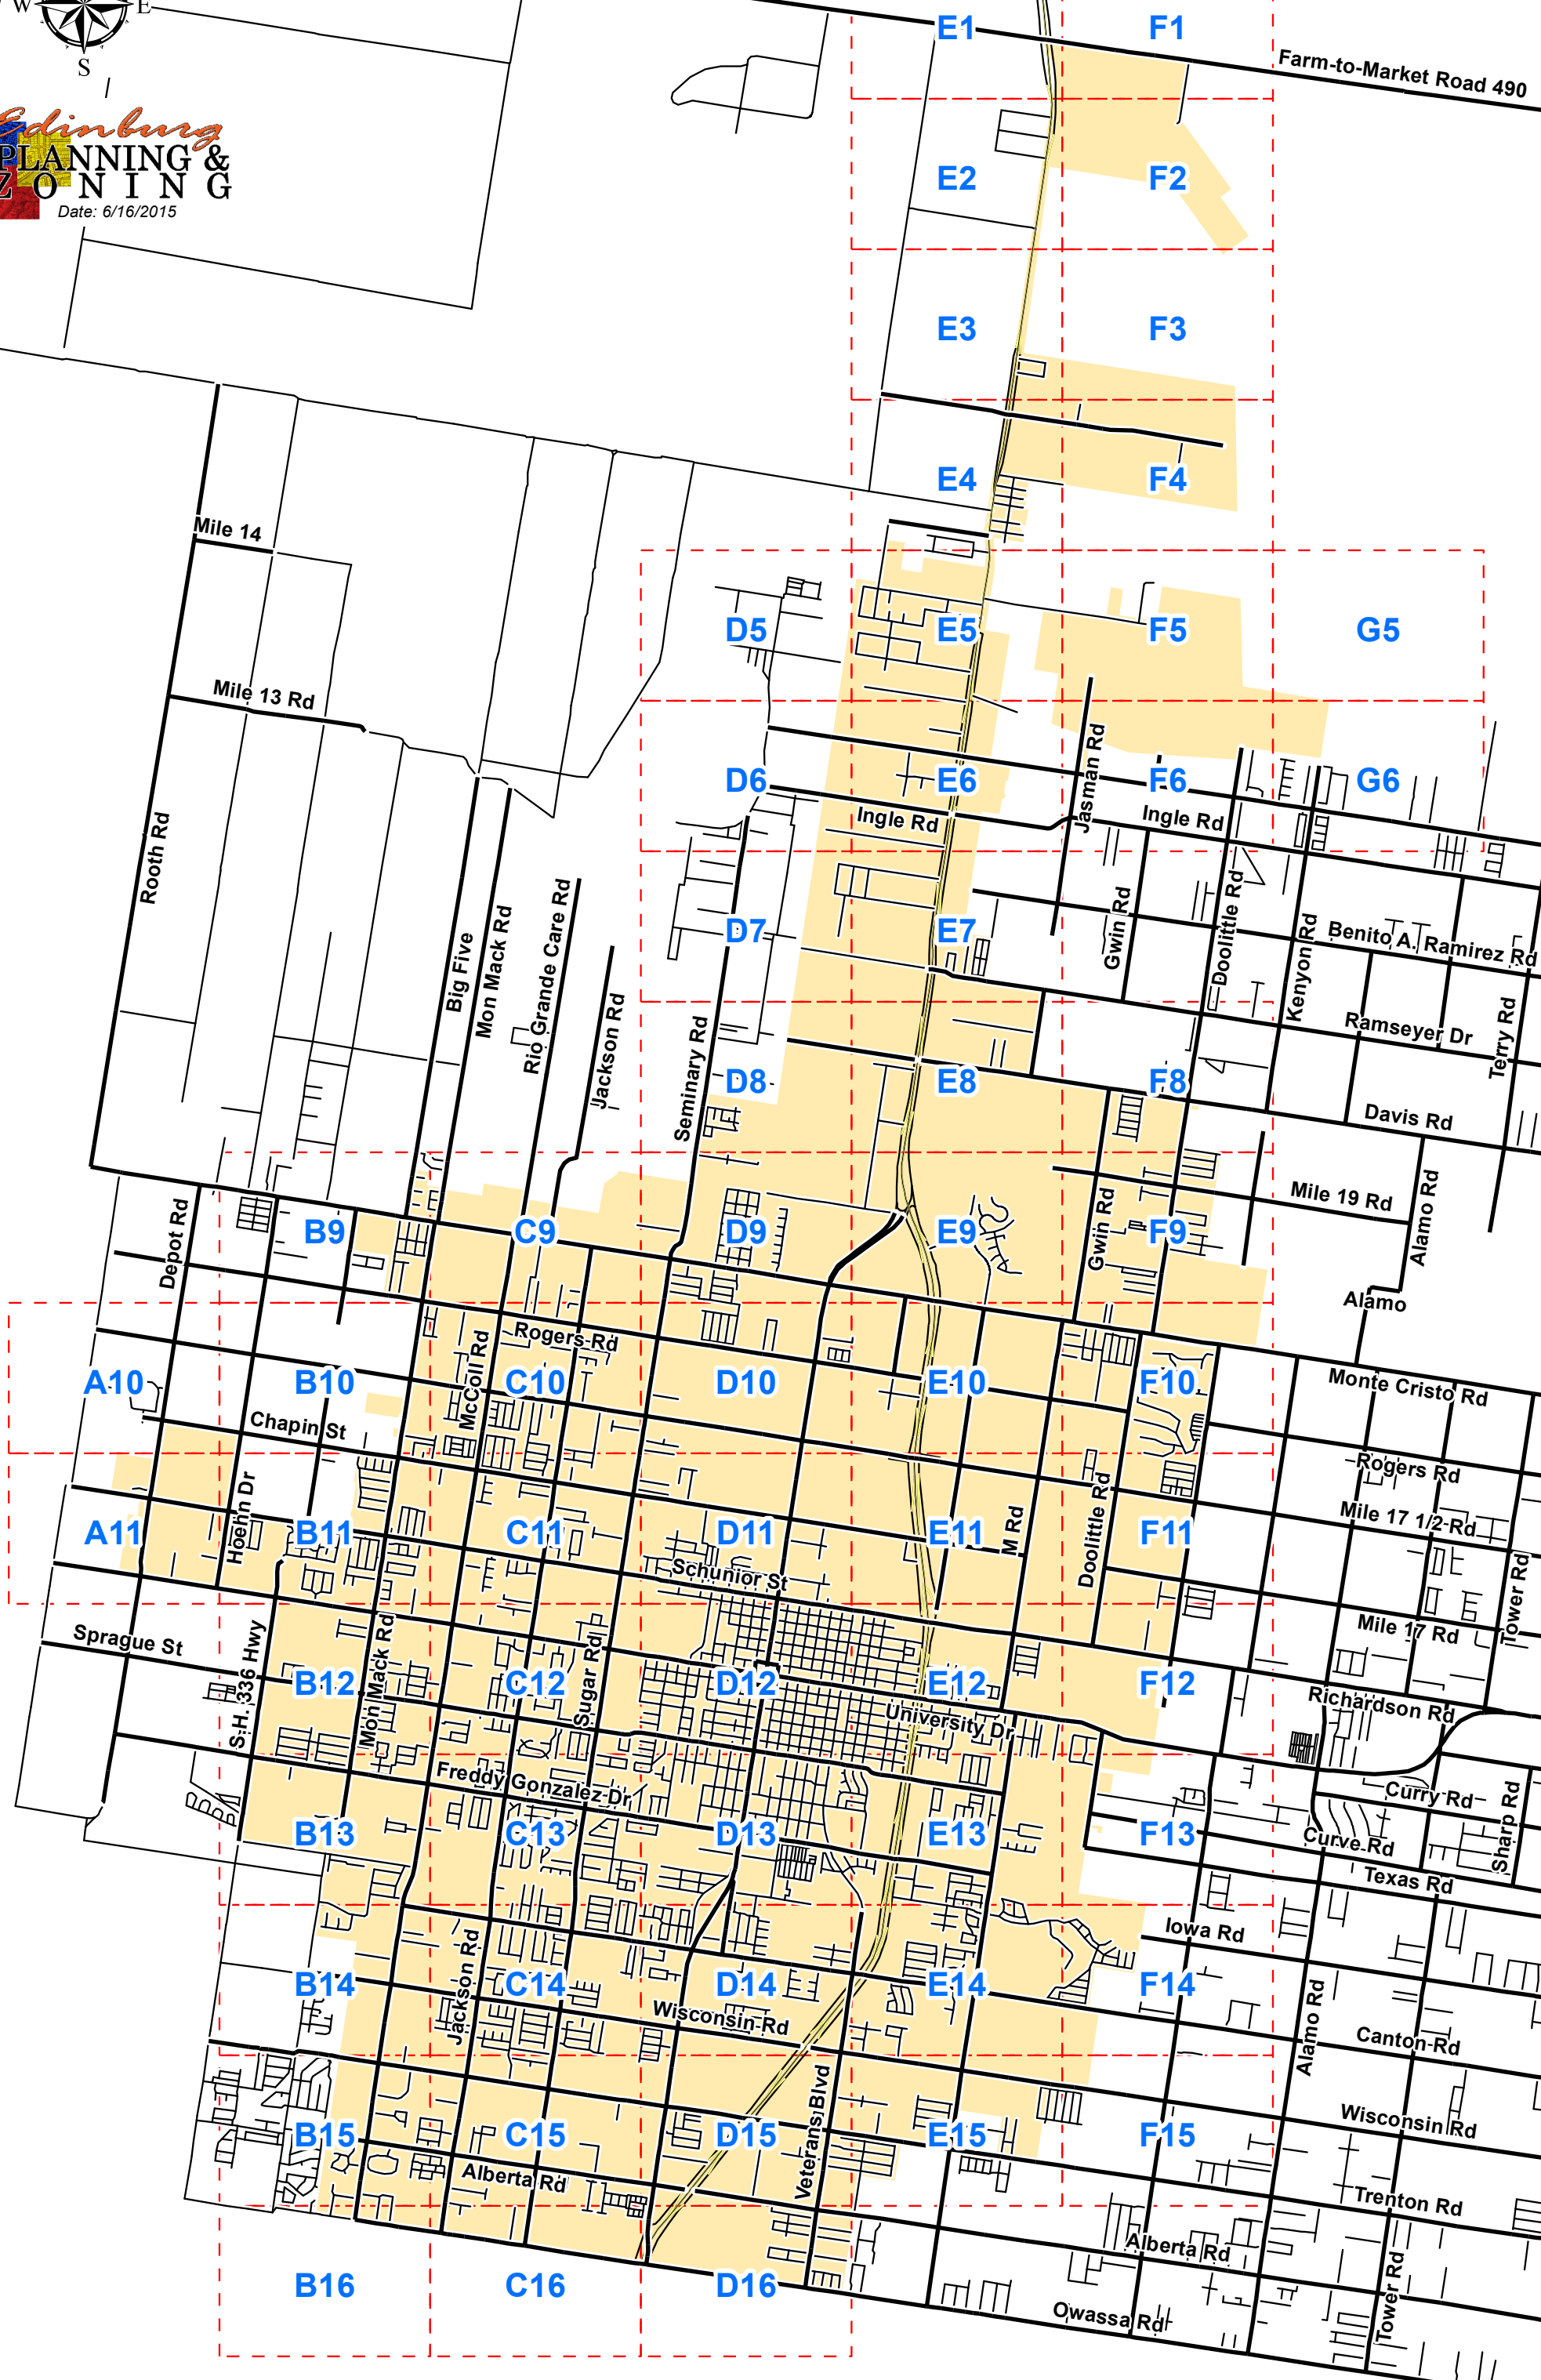 W E
S
Edinburg
PLANNING &
ZONING
Date: 6/16/2015
E1
F1
Farm-to-Market Road 490
E2
F2
E3
F3
E4
F4
Mile 14
D5
E5
F5
G5
Mile 13 Rd
D6
E6
F6
G6
Jasman Rd
Ingle Rd
Ingle Rd
Rooth Rd
Big Five
Mon Mack Rd
Rio Grande Care Rd
Jackson Rd
Seminary Rd
D7
E7
Gwin Rd
Doolittle Rd
Kenyon Rd
Benito A. Ramirez Rd
Ramseyer Dr
Terry Rd
D8
E8
F8
Davis Rd
Mile 19 Rd
Alamo Rd
Depot Rd
B9
C9
D9
E9
Gwin Rd
F9
Alamo
Rogers Rd
McColl Rd
A10
B10
C10
D10
E10
F10
Monte Cristo Rd
Chapin St
Rogers Rd
Hoehn Dr
Mile 17 1/2 Rd
A11
B11
C11
D11
E11
M Rd
Doolittle Rd
F11
Schunior St
Tower Rd
Mile 17 Rd
Sprague St
S.H. 336 Hwy
B12
Mon Mack Rd
C12
Sugar Rd
D12
E12
F12
University Dr
Richardson Rd
Freddy Gonzalez Dr
Curry Rd
Sharp Rd
B13
C13
D13
E13
F13
Curve Rd
Texas Rd
Iowa Rd
Jackson Rd
B14
C14
D14
E14
F14
Wisconsin Rd
Alamo Rd
Canton Rd
Veterans Blvd
Wisconsin Rd
B15
C15
D15
E15
F15
Alberta Rd
Trenton Rd
Alberta Rd
B16
C16
D16
Owassa Rd
Tower Rd